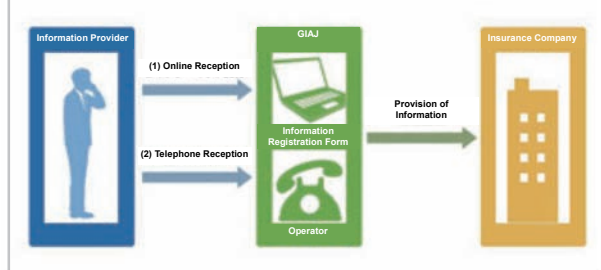 Information Provider
(1) Online Reception
(2) Telephone Reception
GIAJ
Information
Registration Form
Operator
Provision of
Information
Insurance Company